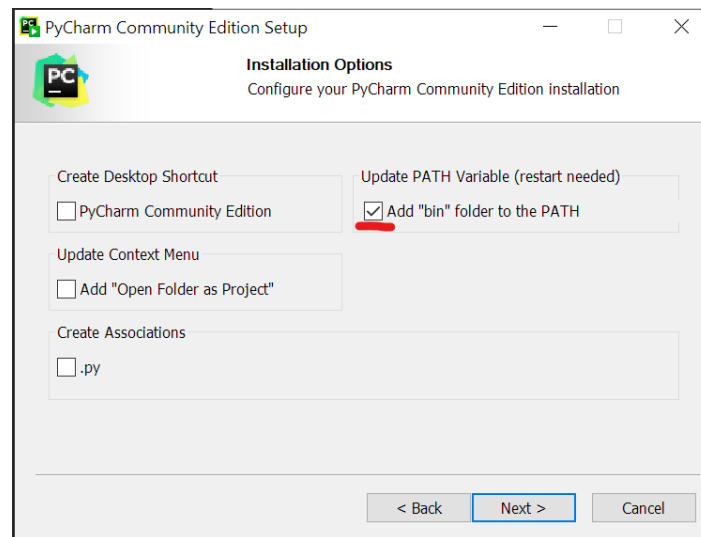 PyCharm Community Edition Setup
PC
Installation Options
Configure your PyCharm Community Edition installation
Create Desktop Shortcut
PyCharm Community Edition
Update PATH Variable (restart needed)
Add "bin" folder to the PATH
Update Context Menu
Add "Open Folder as Project"
Create Associations
.py
< Back
Next >
Cancel